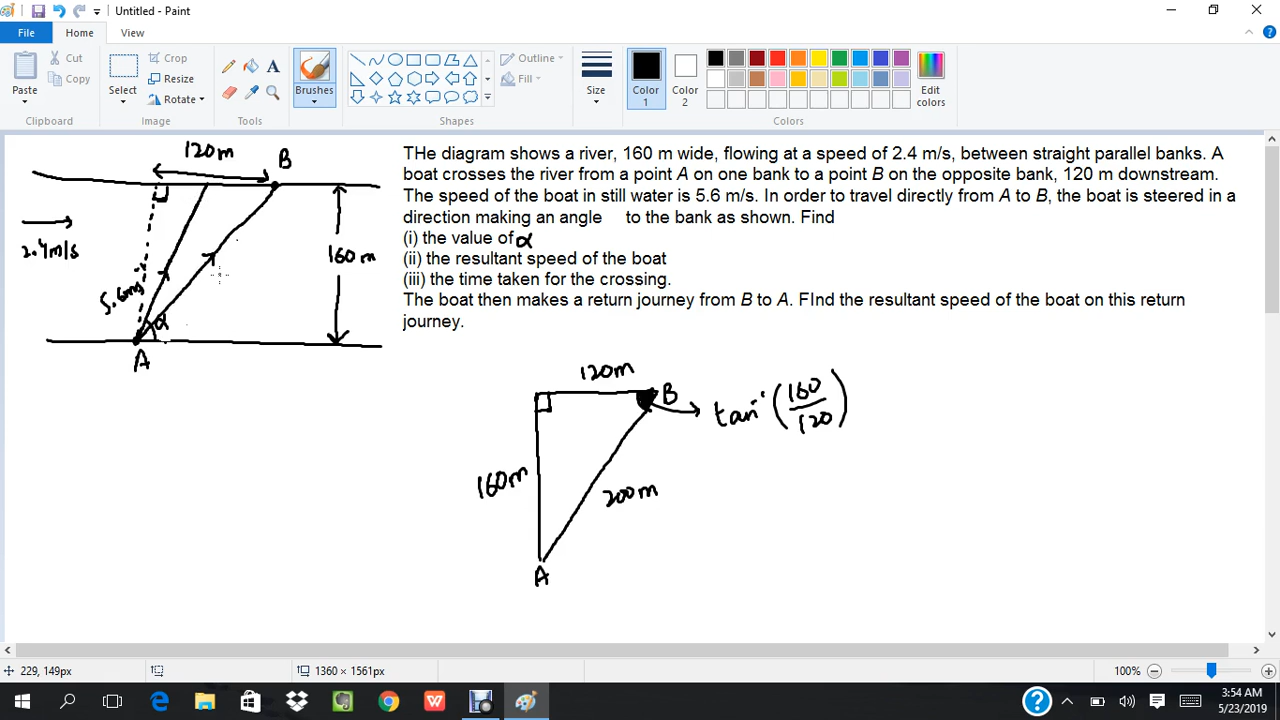 Untitled - Paint
File
Home
View
Paste
Cut
Copy
Clipboard
Select
Crop
Resize
Rotate
Image
Tools
Brushes
Shapes
Outline
Fill
Size
Color 1
Color 2
Edit colors
Colors
120m
B
2.4m/s
5.6m/s
160m
α
A
THe diagram shows a river, 160 m wide, flowing at a speed of 2.4 m/s, between straight parallel banks. A
boat crosses the river from a point A on one bank to a point B on the opposite bank, 120 m downstream.
The speed of the boat in still water is 5.6 m/s. In order to travel directly from A to B, the boat is steered in a
direction making an angle to the bank as shown. Find
(i) the value of α
(ii) the resultant speed of the boat
(iii) the time taken for the crossing.
The boat then makes a return journey from B to A. FInd the resultant speed of the boat on this return
journey.
120m
B
tan⁻¹(160/120)
160m
200m
A
229, 149px
1360 × 1561px
100%
3:54 AM
5/23/2019